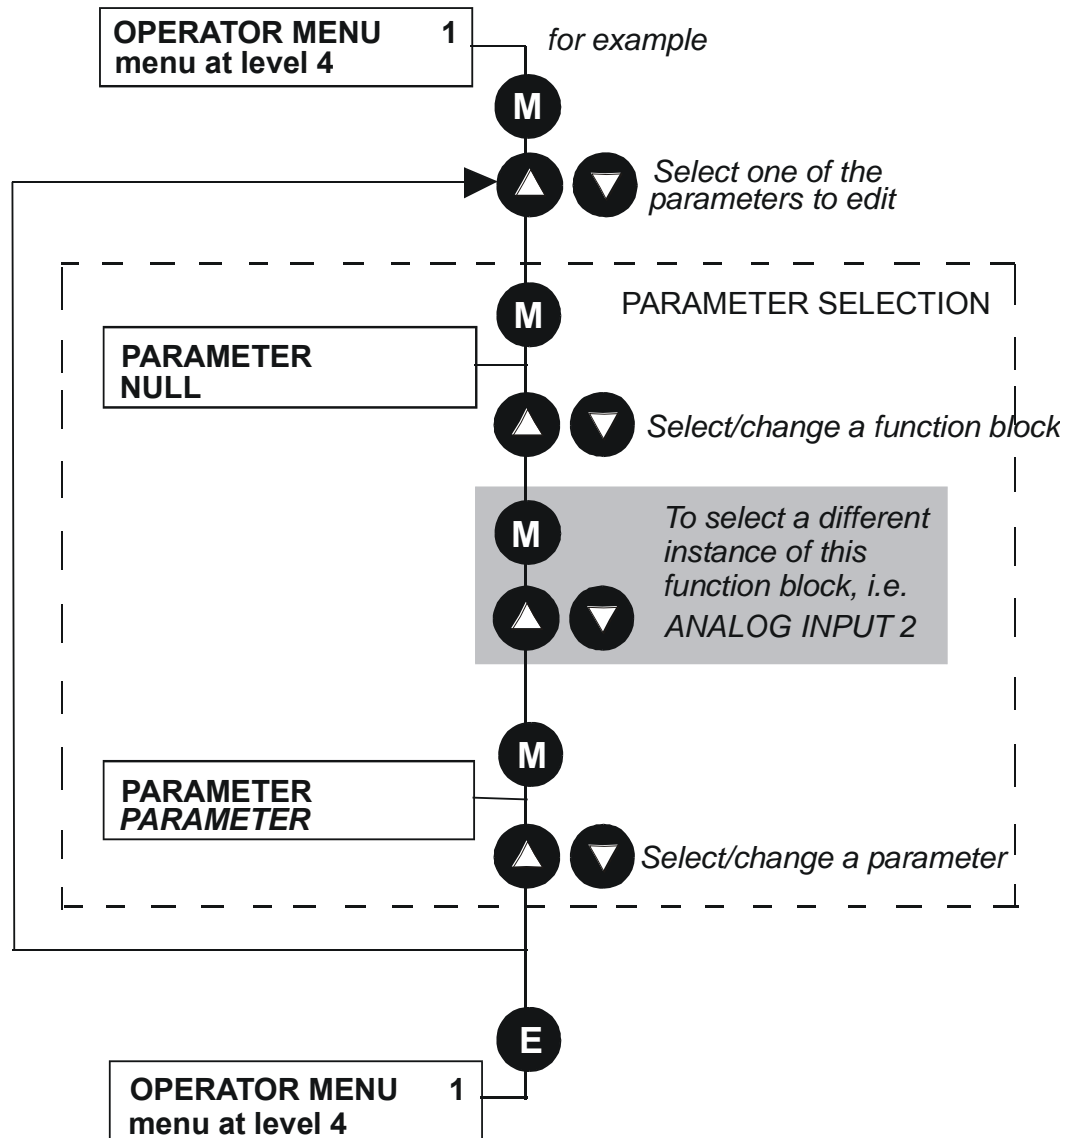 OPERATOR MENU 1
menu at level 4
for example
M
Select one of the
parameters to edit
M
PARAMETER SELECTION
PARAMETER
NULL
Select/change a function block
M
To select a different
instance of this
function block, i.e.
ANALOG INPUT 2
M
PARAMETER
PARAMETER
Select/change a parameter
E
OPERATOR MENU 1
menu at level 4